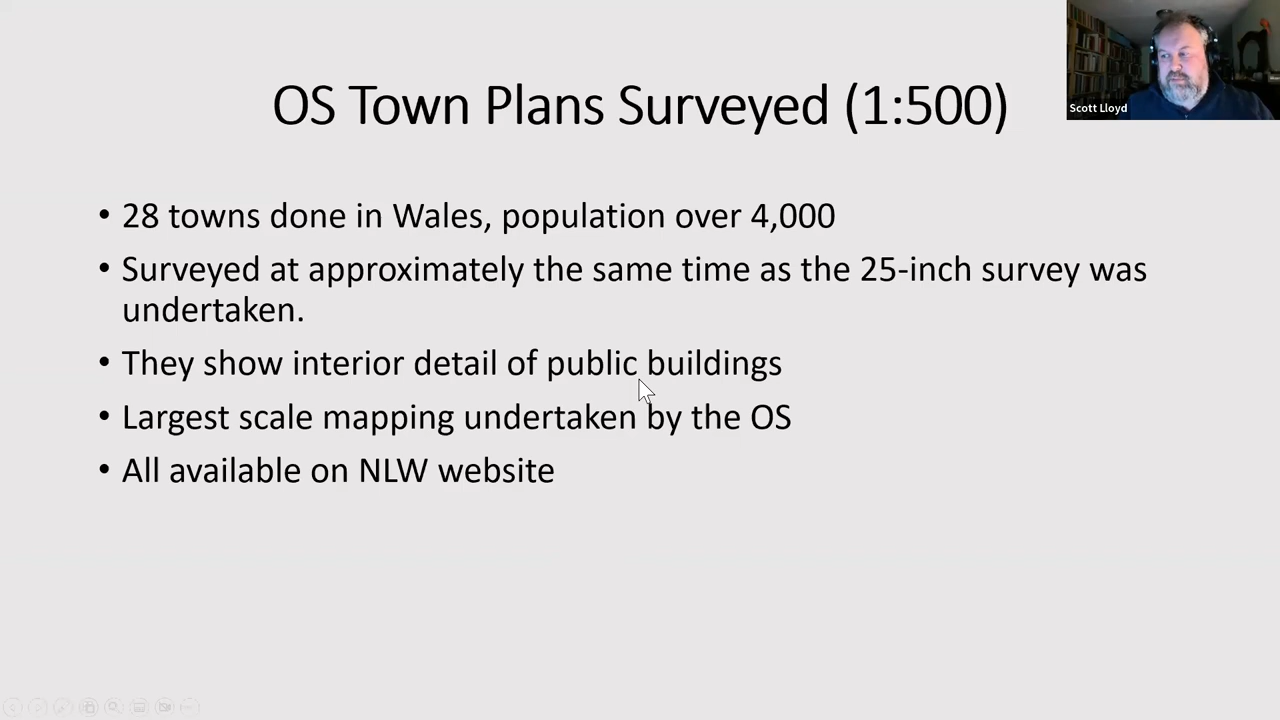 OS Town Plans Surveyed (1:500)
Scott Lloyd
• 28 towns done in Wales, population over 4,000
• Surveyed at approximately the same time as the 25-inch survey was
undertaken.
• They show interior detail of public buildings
• Largest scale mapping undertaken by the OS
• All available on NLW website